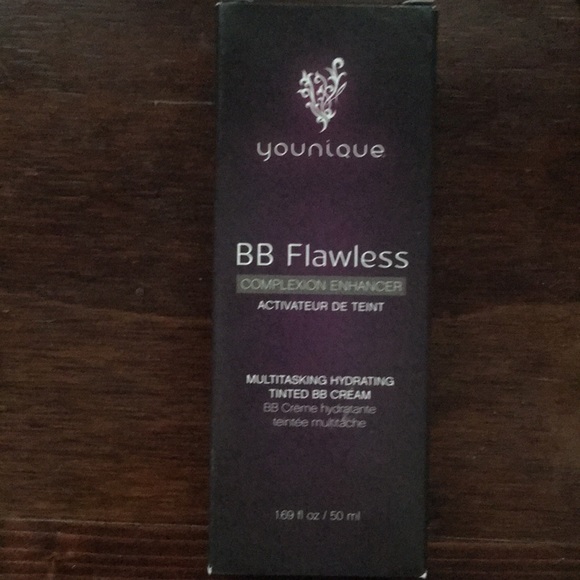 younique
BB Flawless
COMPLEXION ENHANCER
ACTIVATEUR DE TEINT
MULTITASKING HYDRATING
TINTED BB CREAM
BB Crème hydratante
teintée multitâche
1.69 fl oz / 50 ml